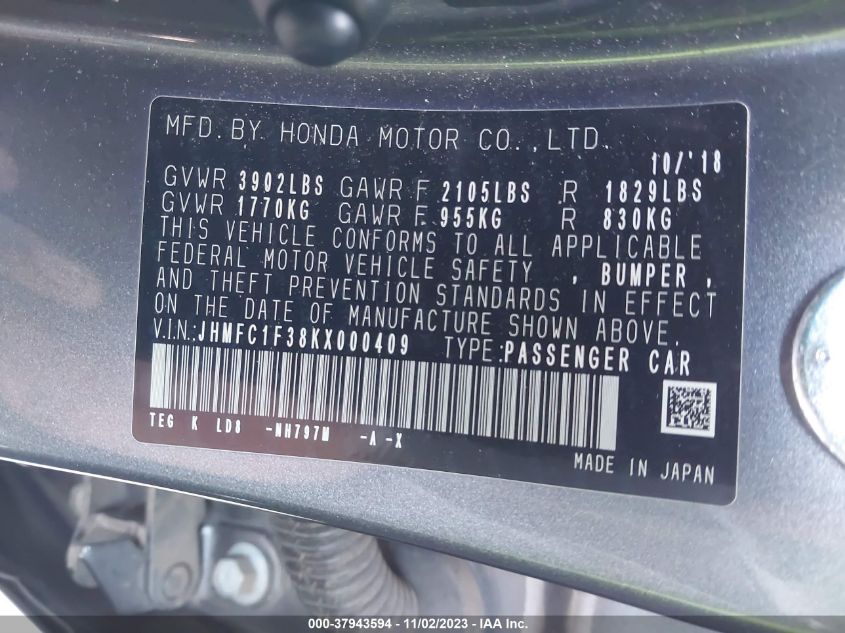 MFD. BY HONDA MOTOR CO., LTD.
10/'18
GVWR 3902LBS GAWR F 2105LBS R 1829LBS
GVWR 1770KG GAWR F 955KG R 830KG
THIS VEHICLE CONFORMS TO ALL APPLICABLE
FEDERAL MOTOR VEHICLE SAFETY , BUMPER ,
AND THEFT PREVENTION STANDARDS IN EFFECT
ON THE DATE OF MANUFACTURE SHOWN ABOVE.
V.I.N.:JHMFC1F38KX000409 TYPE:PASSENGER CAR
TEG K LD8 -NH797M -A -X
MADE IN JAPAN
000-37943594 - 11/02/2023 - IAA Inc.